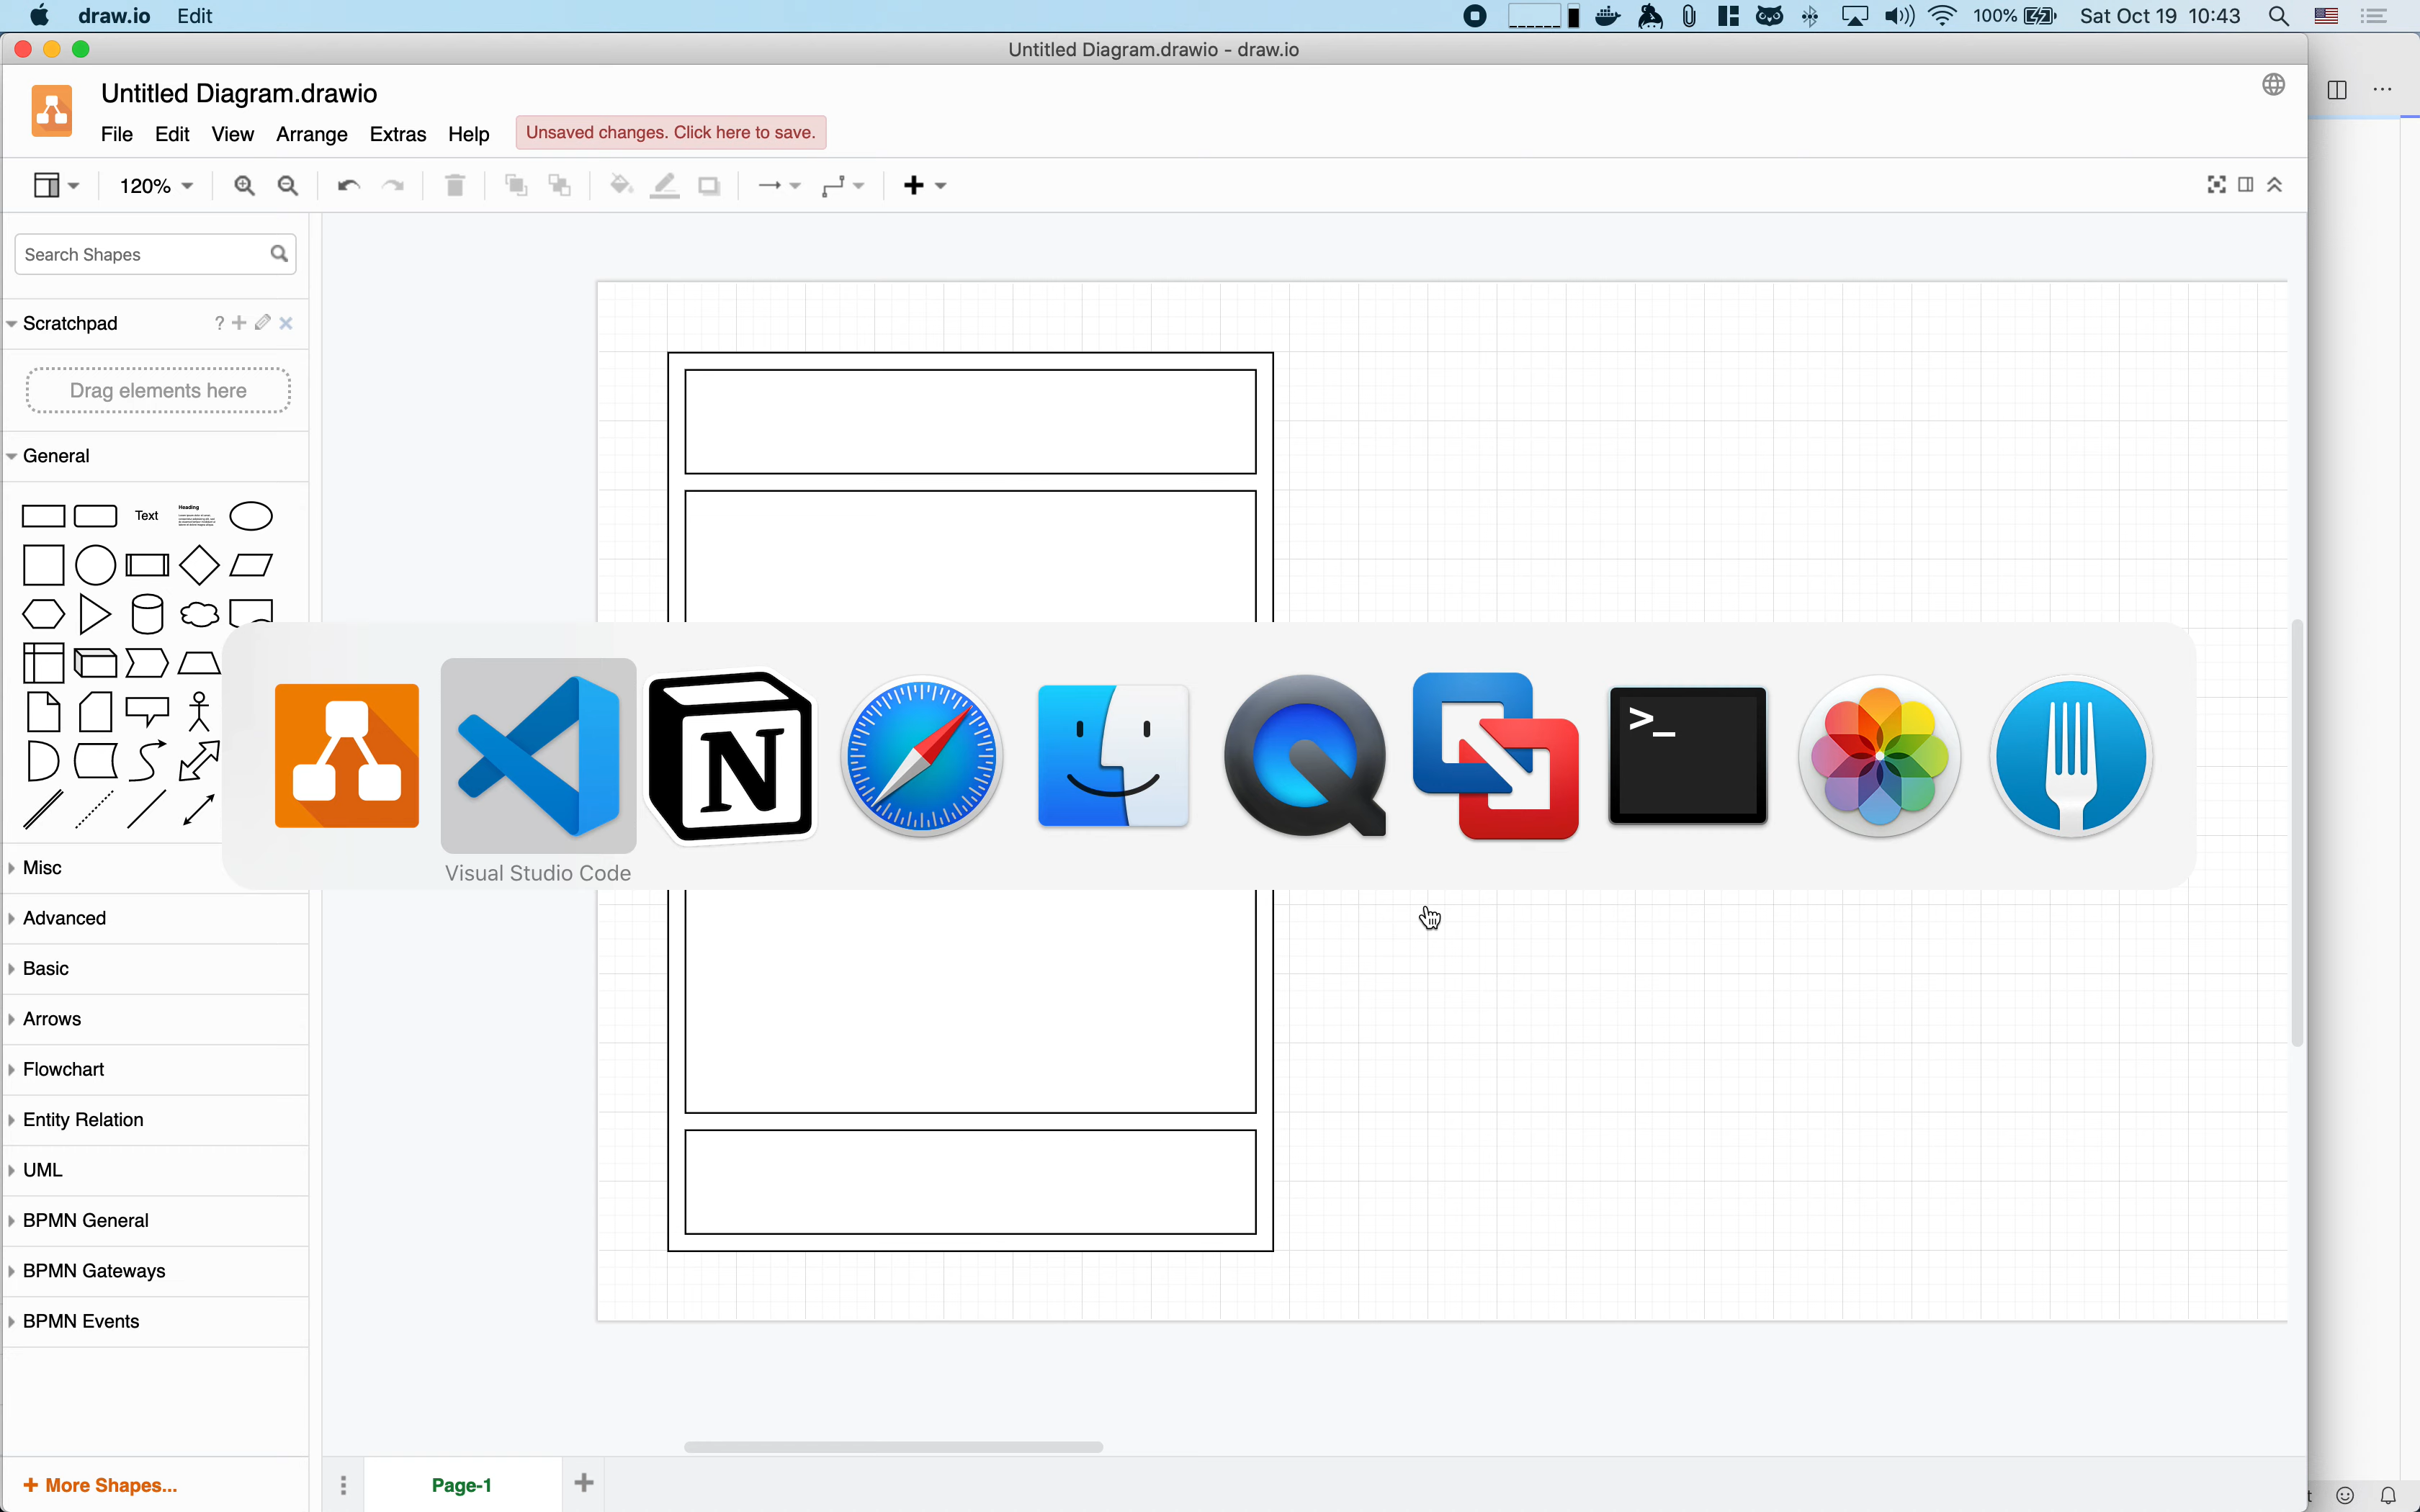 draw.io Edit 100% Sat Oct 19 10:43
Untitled Diagram.drawio - draw.io
Untitled Diagram.drawio
File Edit View Arrange Extras Help Unsaved changes. Click here to save.
120%
Search Shapes
Scratchpad ?
Drag elements here
General
Text
Heading
N
>_
Visual Studio Code
Misc
Advanced
Basic
Arrows
Flowchart
Entity Relation
UML
BPMN General
BPMN Gateways
BPMN Events
+ More Shapes...
Page-1